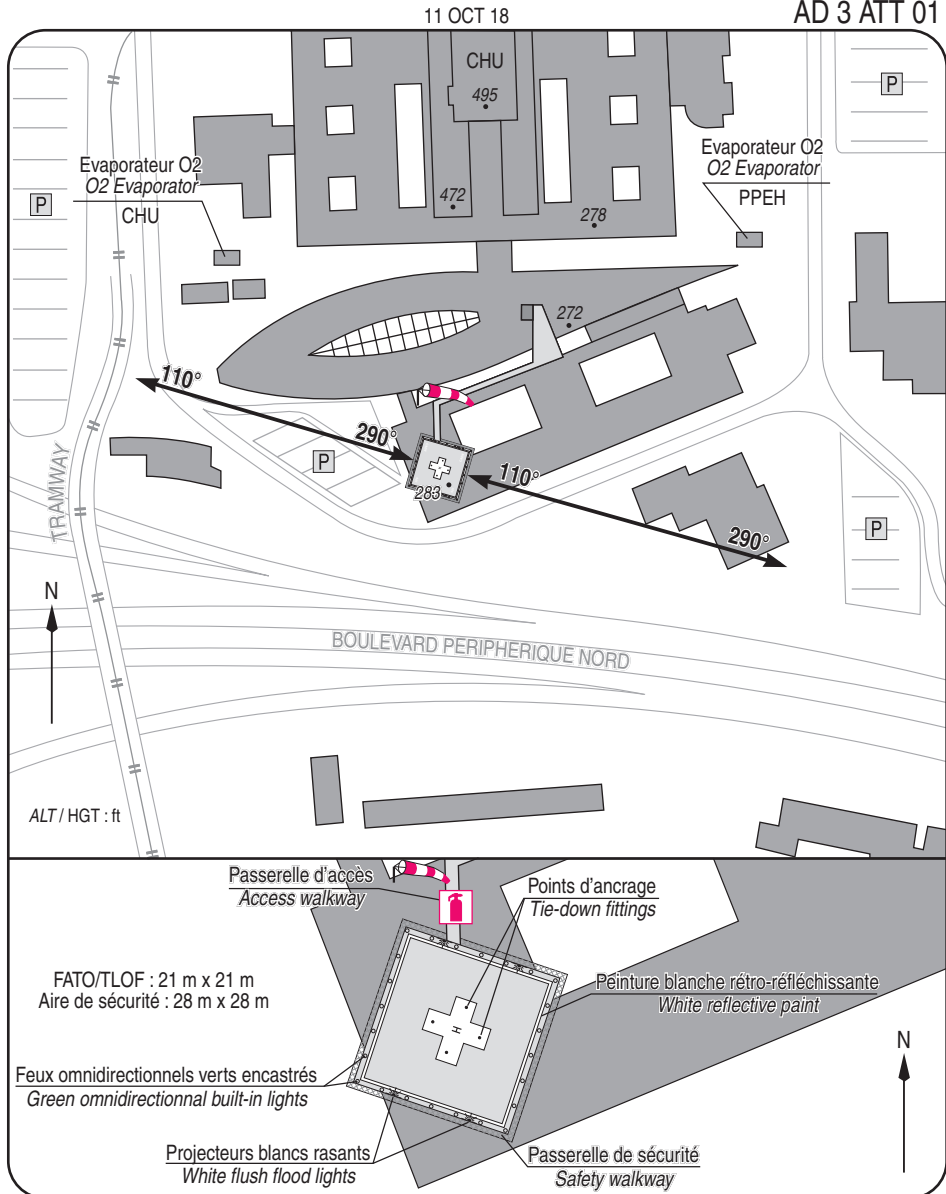 11 OCT 18
AD 3 ATT 01
CHU
495
P
Evaporateur O2
O2 Evaporator
CHU
Evaporateur O2
O2 Evaporator
PPEH
P
472
278
272
110°
290°
P
283
110°
290°
P
TRAMWAY
N
BOULEVARD PERIPHERIQUE NORD
ALT / HGT : ft
Passerelle d'accès
Access walkway
Points d'ancrage
Tie-down fittings
FATO/TLOF : 21 m x 21 m
Aire de sécurité : 28 m x 28 m
Peinture blanche rétro-réfléchissante
White reflective paint
H
N
Feux omnidirectionnels verts encastrés
Green omnidirectionnal built-in lights
Projecteurs blancs rasants
White flush flood lights
Passerelle de sécurité
Safety walkway